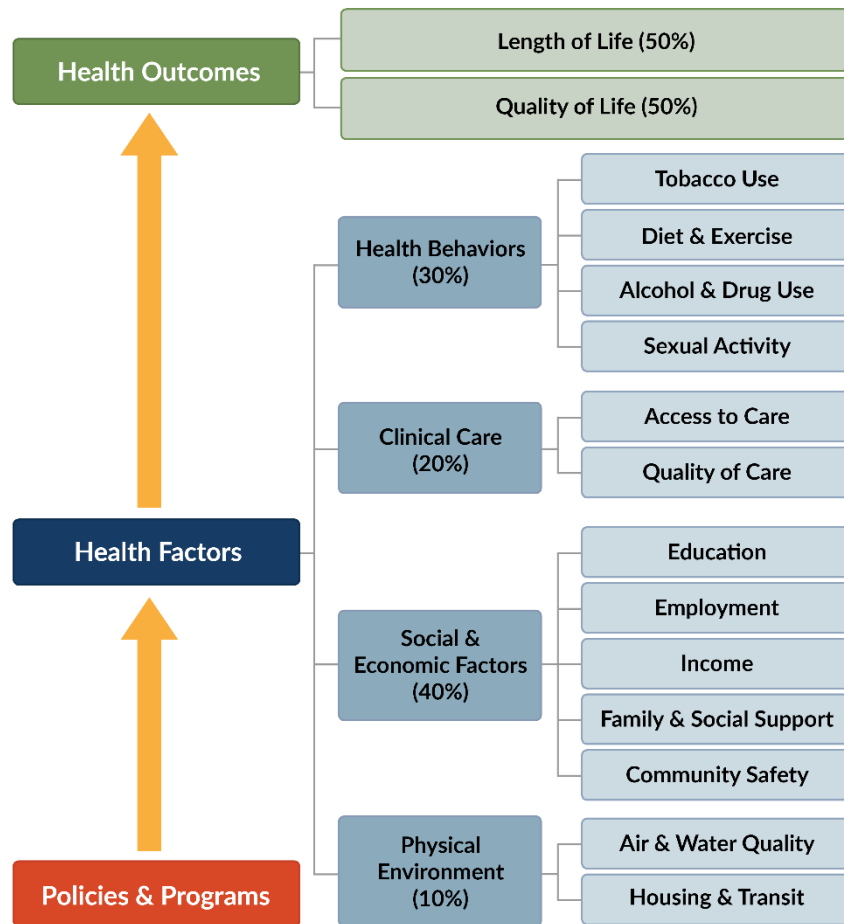 Health Outcomes
Length of Life (50%)
Quality of Life (50%)
Health Factors
Health Behaviors
(30%)
Tobacco Use
Diet & Exercise
Alcohol & Drug Use
Sexual Activity
Clinical Care
(20%)
Access to Care
Quality of Care
Social &
Economic Factors
(40%)
Education
Employment
Income
Family & Social Support
Community Safety
Physical
Environment
(10%)
Air & Water Quality
Housing & Transit
Policies & Programs